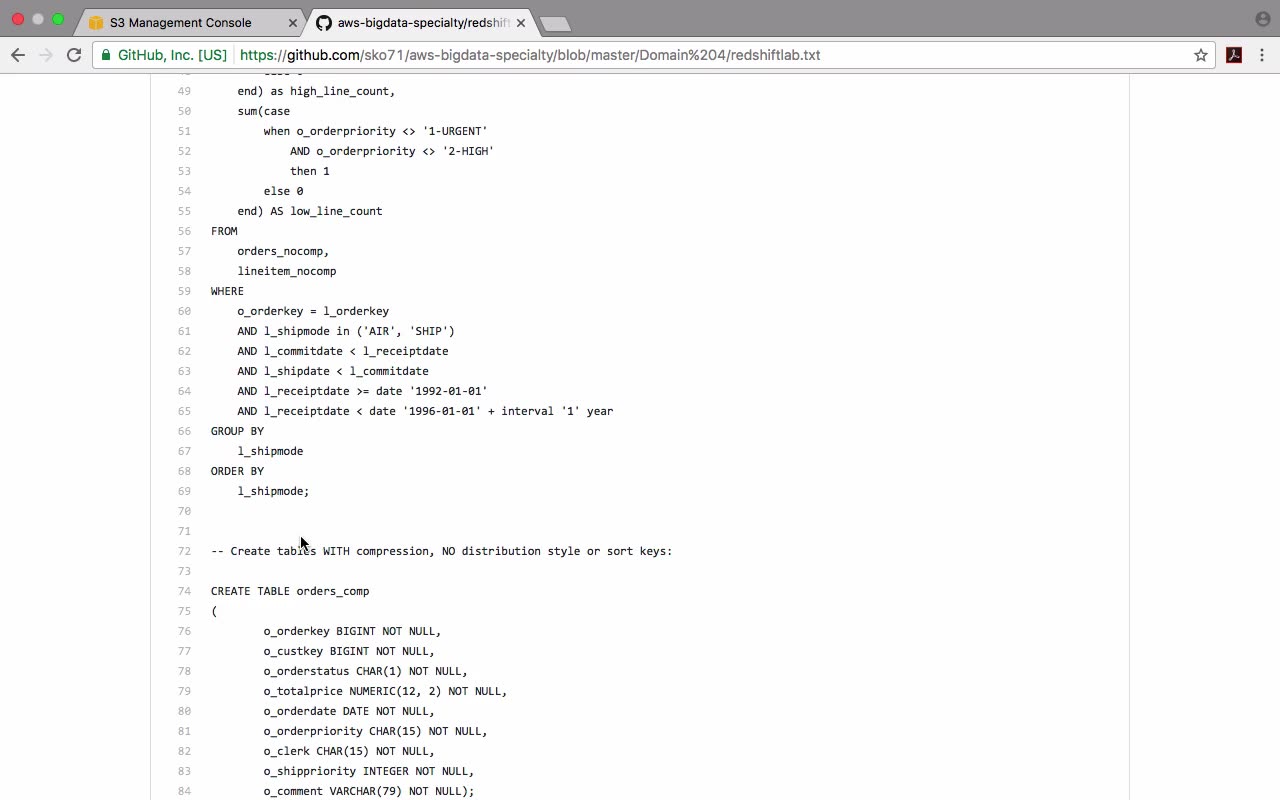 S3 Management Console
aws-bigdata-specialty/redshift
GitHub, Inc. [US] https://github.com/sko71/aws-bigdata-specialty/blob/master/Domain%204/redshiftlab.txt
49 end) as high_line_count,
50 sum(case
51 when o_orderpriority <> '1-URGENT'
52 AND o_orderpriority <> '2-HIGH'
53 then 1
54 else 0
55 end) AS low_line_count
56 FROM
57 orders_nocomp,
58 lineitem_nocomp
59 WHERE
60 o_orderkey = l_orderkey
61 AND l_shipmode in ('AIR', 'SHIP')
62 AND l_commitdate < l_receiptdate
63 AND l_shipdate < l_commitdate
64 AND l_receiptdate >= date '1992-01-01'
65 AND l_receiptdate < date '1996-01-01' + interval '1' year
66 GROUP BY
67 l_shipmode
68 ORDER BY
69 l_shipmode;
70
71
72 -- Create tables WITH compression, NO distribution style or sort keys:
73
74 CREATE TABLE orders_comp
75 (
76 o_orderkey BIGINT NOT NULL,
77 o_custkey BIGINT NOT NULL,
78 o_orderstatus CHAR(1) NOT NULL,
79 o_totalprice NUMERIC(12, 2) NOT NULL,
80 o_orderdate DATE NOT NULL,
81 o_orderpriority CHAR(15) NOT NULL,
82 o_clerk CHAR(15) NOT NULL,
83 o_shippriority INTEGER NOT NULL,
84 o_comment VARCHAR(79) NOT NULL);